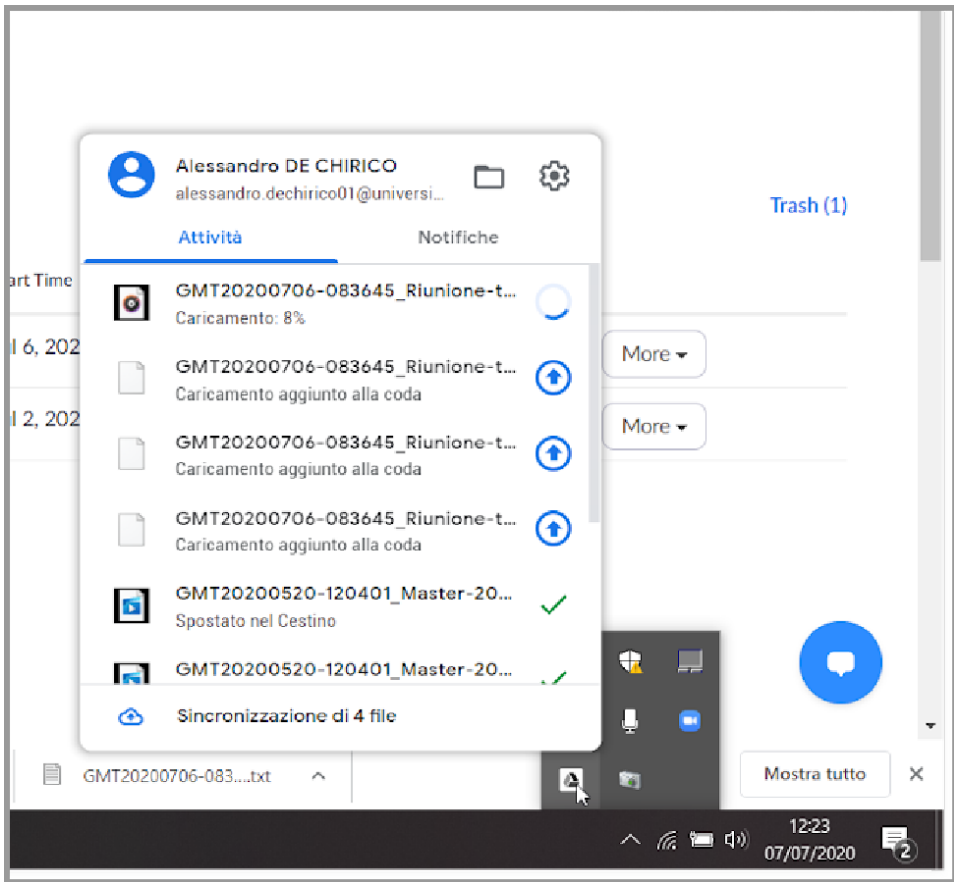 Alessandro DE CHIRICO
alessandro.dechirico01@universi...
Trash (1)
Attività
Notifiche
art Time
GMT20200706-083645_Riunione-t...
Caricamento: 8%
l 6, 202
More
GMT20200706-083645_Riunione-t...
Caricamento aggiunto alla coda
l 2, 202
More
GMT20200706-083645_Riunione-t...
Caricamento aggiunto alla coda
GMT20200706-083645_Riunione-t...
Caricamento aggiunto alla coda
GMT20200520-120401_Master-20...
Spostato nel Cestino
GMT20200520-120401_Master-20...
Sincronizzazione di 4 file
GMT20200706-083....txt
Mostra tutto
12:23
07/07/2020
2